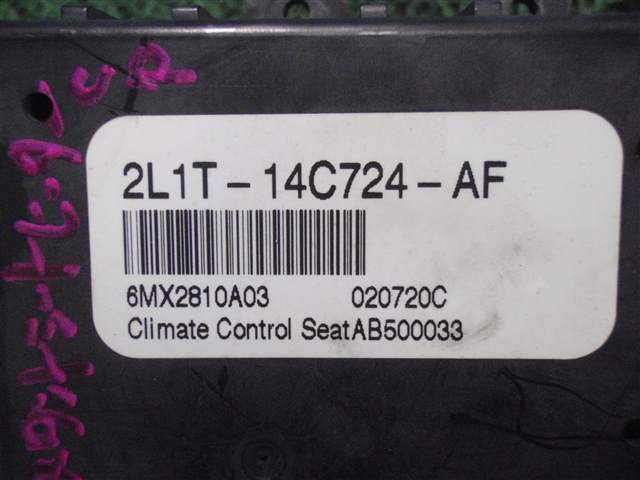 2L1T-14C724-AF
6MX2810A03 020720C
Climate Control SeatAB500033